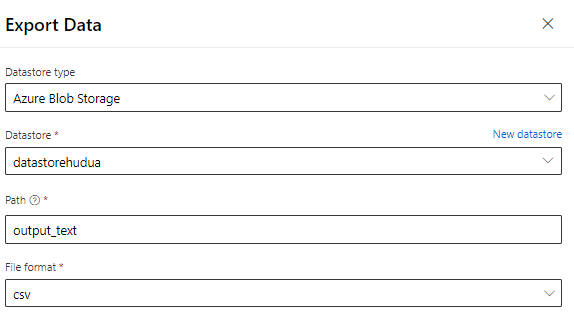 Export Data
Datastore type
Azure Blob Storage
Datastore * New datastore
datastorehudua
Path ? *
output_text
File format *
csv